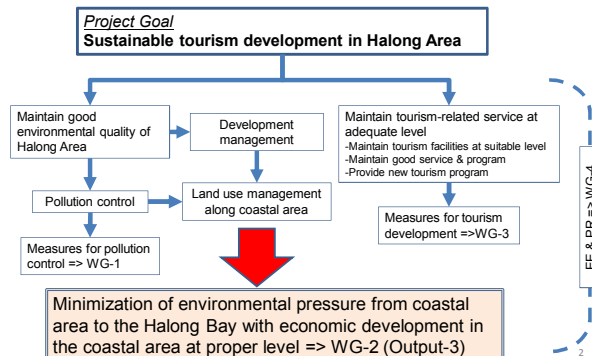 Project Goal
Sustainable tourism development in Halong Area
Maintain good
environmental quality of
Halong Area
Development
management
Maintain tourism-related service at
adequate level
-Maintain tourism facilities at suitable level
-Maintain good service & program
-Provide new tourism program
Pollution control
Land use management
along coastal area
Measures for pollution
control => WG-1
Measures for tourism
development =>WG-3
EE & PR => WG-4
Minimization of environmental pressure from coastal
area to the Halong Bay with economic development in
the coastal area at proper level => WG-2 (Output-3)
2